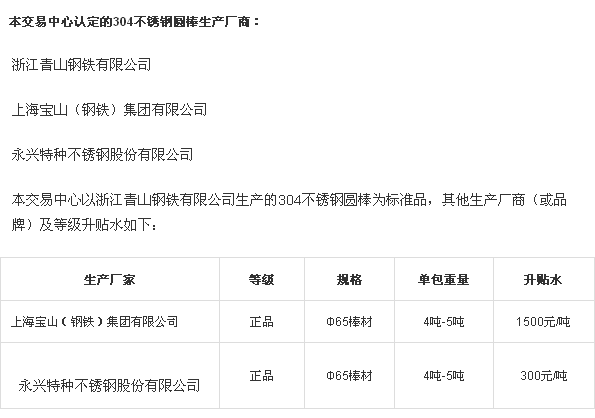 本交易中心认定的304不锈钢圆棒生产厂商：
浙江青山钢铁有限公司
上海宝山（钢铁）集团有限公司
永兴特种不锈钢股份有限公司
本交易中心以浙江青山钢铁有限公司生产的304不锈钢圆棒为标准品，其他生产厂商（或品
牌）及等级升贴水如下：
生产厂家 等级 规格 单包重量 升贴水
上海宝山（钢铁）集团有限公司 正品 Φ65棒材 4吨-5吨 1500元/吨
永兴特种不锈钢股份有限公司 正品 Φ65棒材 4吨-5吨 300元/吨